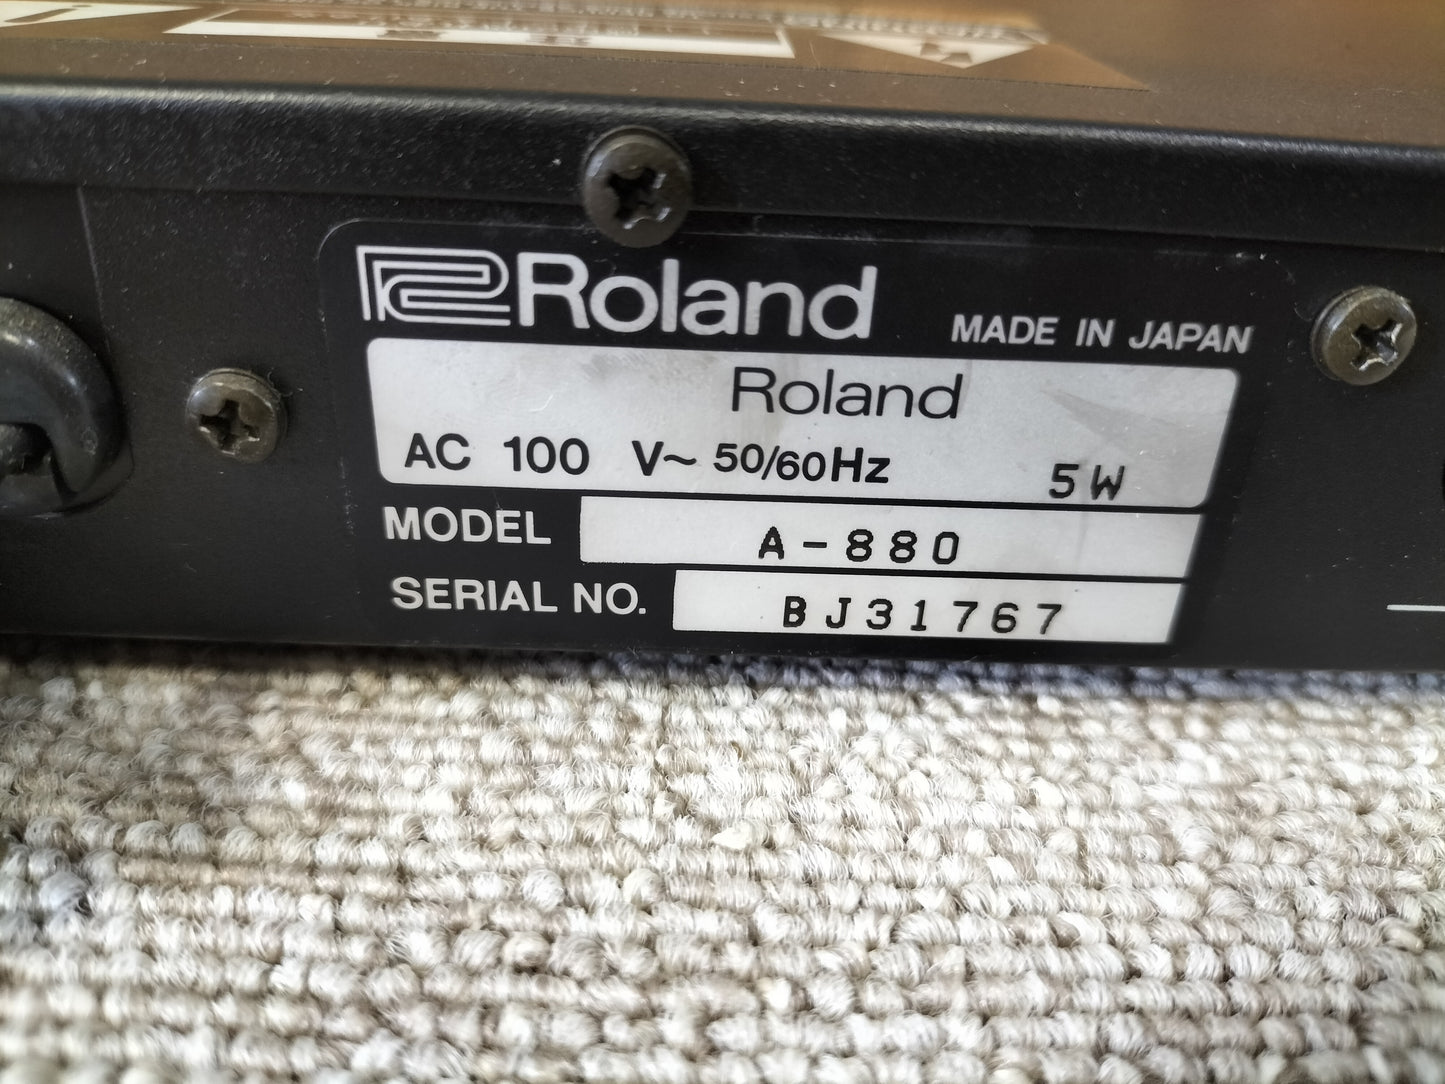 Roland MADE IN JAPAN
Roland
AC 100 V~ 50/60Hz 5W
MODEL A-880
SERIAL NO. BJ31767